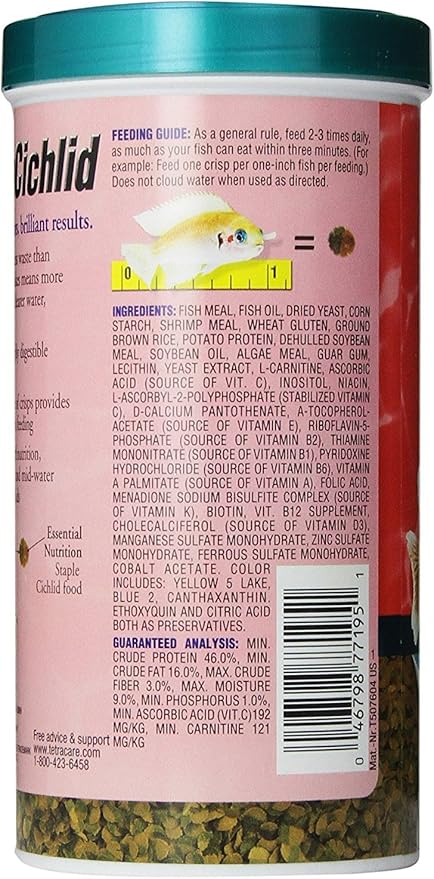 Cichlid
brilliant results.
waste than
means more
water,
digestible
of crisps provides
feeding
nutrition,
mid-water
Essential
Nutrition
Staple
Cichlid food
Free advice & support
www.tetracare.com
1-800-423-6458
FEEDING GUIDE: As a general rule, feed 2-3 times daily,
as much as your fish can eat within three minutes. (For
example: Feed one crisp per one-inch fish per feeding.)
Does not cloud water when used as directed.
0 1 =
INGREDIENTS: FISH MEAL, FISH OIL, DRIED YEAST, CORN
STARCH, SHRIMP MEAL, WHEAT GLUTEN, GROUND
BROWN RICE, POTATO PROTEIN, DEHULLED SOYBEAN
MEAL, SOYBEAN OIL, ALGAE MEAL, GUAR GUM,
LECITHIN, YEAST EXTRACT, L-CARNITINE, ASCORBIC
ACID (SOURCE OF VIT. C), INOSITOL, NIACIN,
L-ASCORBYL-2-POLYPHOSPHATE (STABILIZED VITAMIN
C), D-CALCIUM PANTOTHENATE, A-TOCOPHEROL-
ACETATE (SOURCE OF VITAMIN E), RIBOFLAVIN-5-
PHOSPHATE (SOURCE OF VITAMIN B2), THIAMINE
MONONITRATE (SOURCE OF VITAMIN B1), PYRIDOXINE
HYDROCHLORIDE (SOURCE OF VITAMIN B6), VITAMIN
A PALMITATE (SOURCE OF VITAMIN A), FOLIC ACID,
MENADIONE SODIUM BISULFITE COMPLEX (SOURCE OF
VITAMIN K), BIOTIN, VIT. B12 SUPPLEMENT,
CHOLECALCIFEROL (SOURCE OF VITAMIN D3),
MANGANESE SULFATE MONOHYDRATE, ZINC SULFATE
MONOHYDRATE, FERROUS SULFATE MONOHYDRATE,
COBALT ACETATE. COLOR
INCLUDES: YELLOW 5 LAKE,
BLUE 2, CANTHAXANTHIN,
ETHOXYQUIN AND CITRIC ACID
BOTH AS PRESERVATIVES.
GUARANTEED ANALYSIS: MIN.
CRUDE PROTEIN 46.0%, MIN.
CRUDE FAT 16.0%, MAX. CRUDE
FIBER 3.0%, MAX. MOISTURE
9.0%, MIN. PHOSPHORUS 1.0%,
MIN. ASCORBIC ACID (VIT.C)192
MG/KG, MIN. CARNITINE 121
MG/KG
0 46798 77195 1
Mat.-Nr. T507604 US - 1